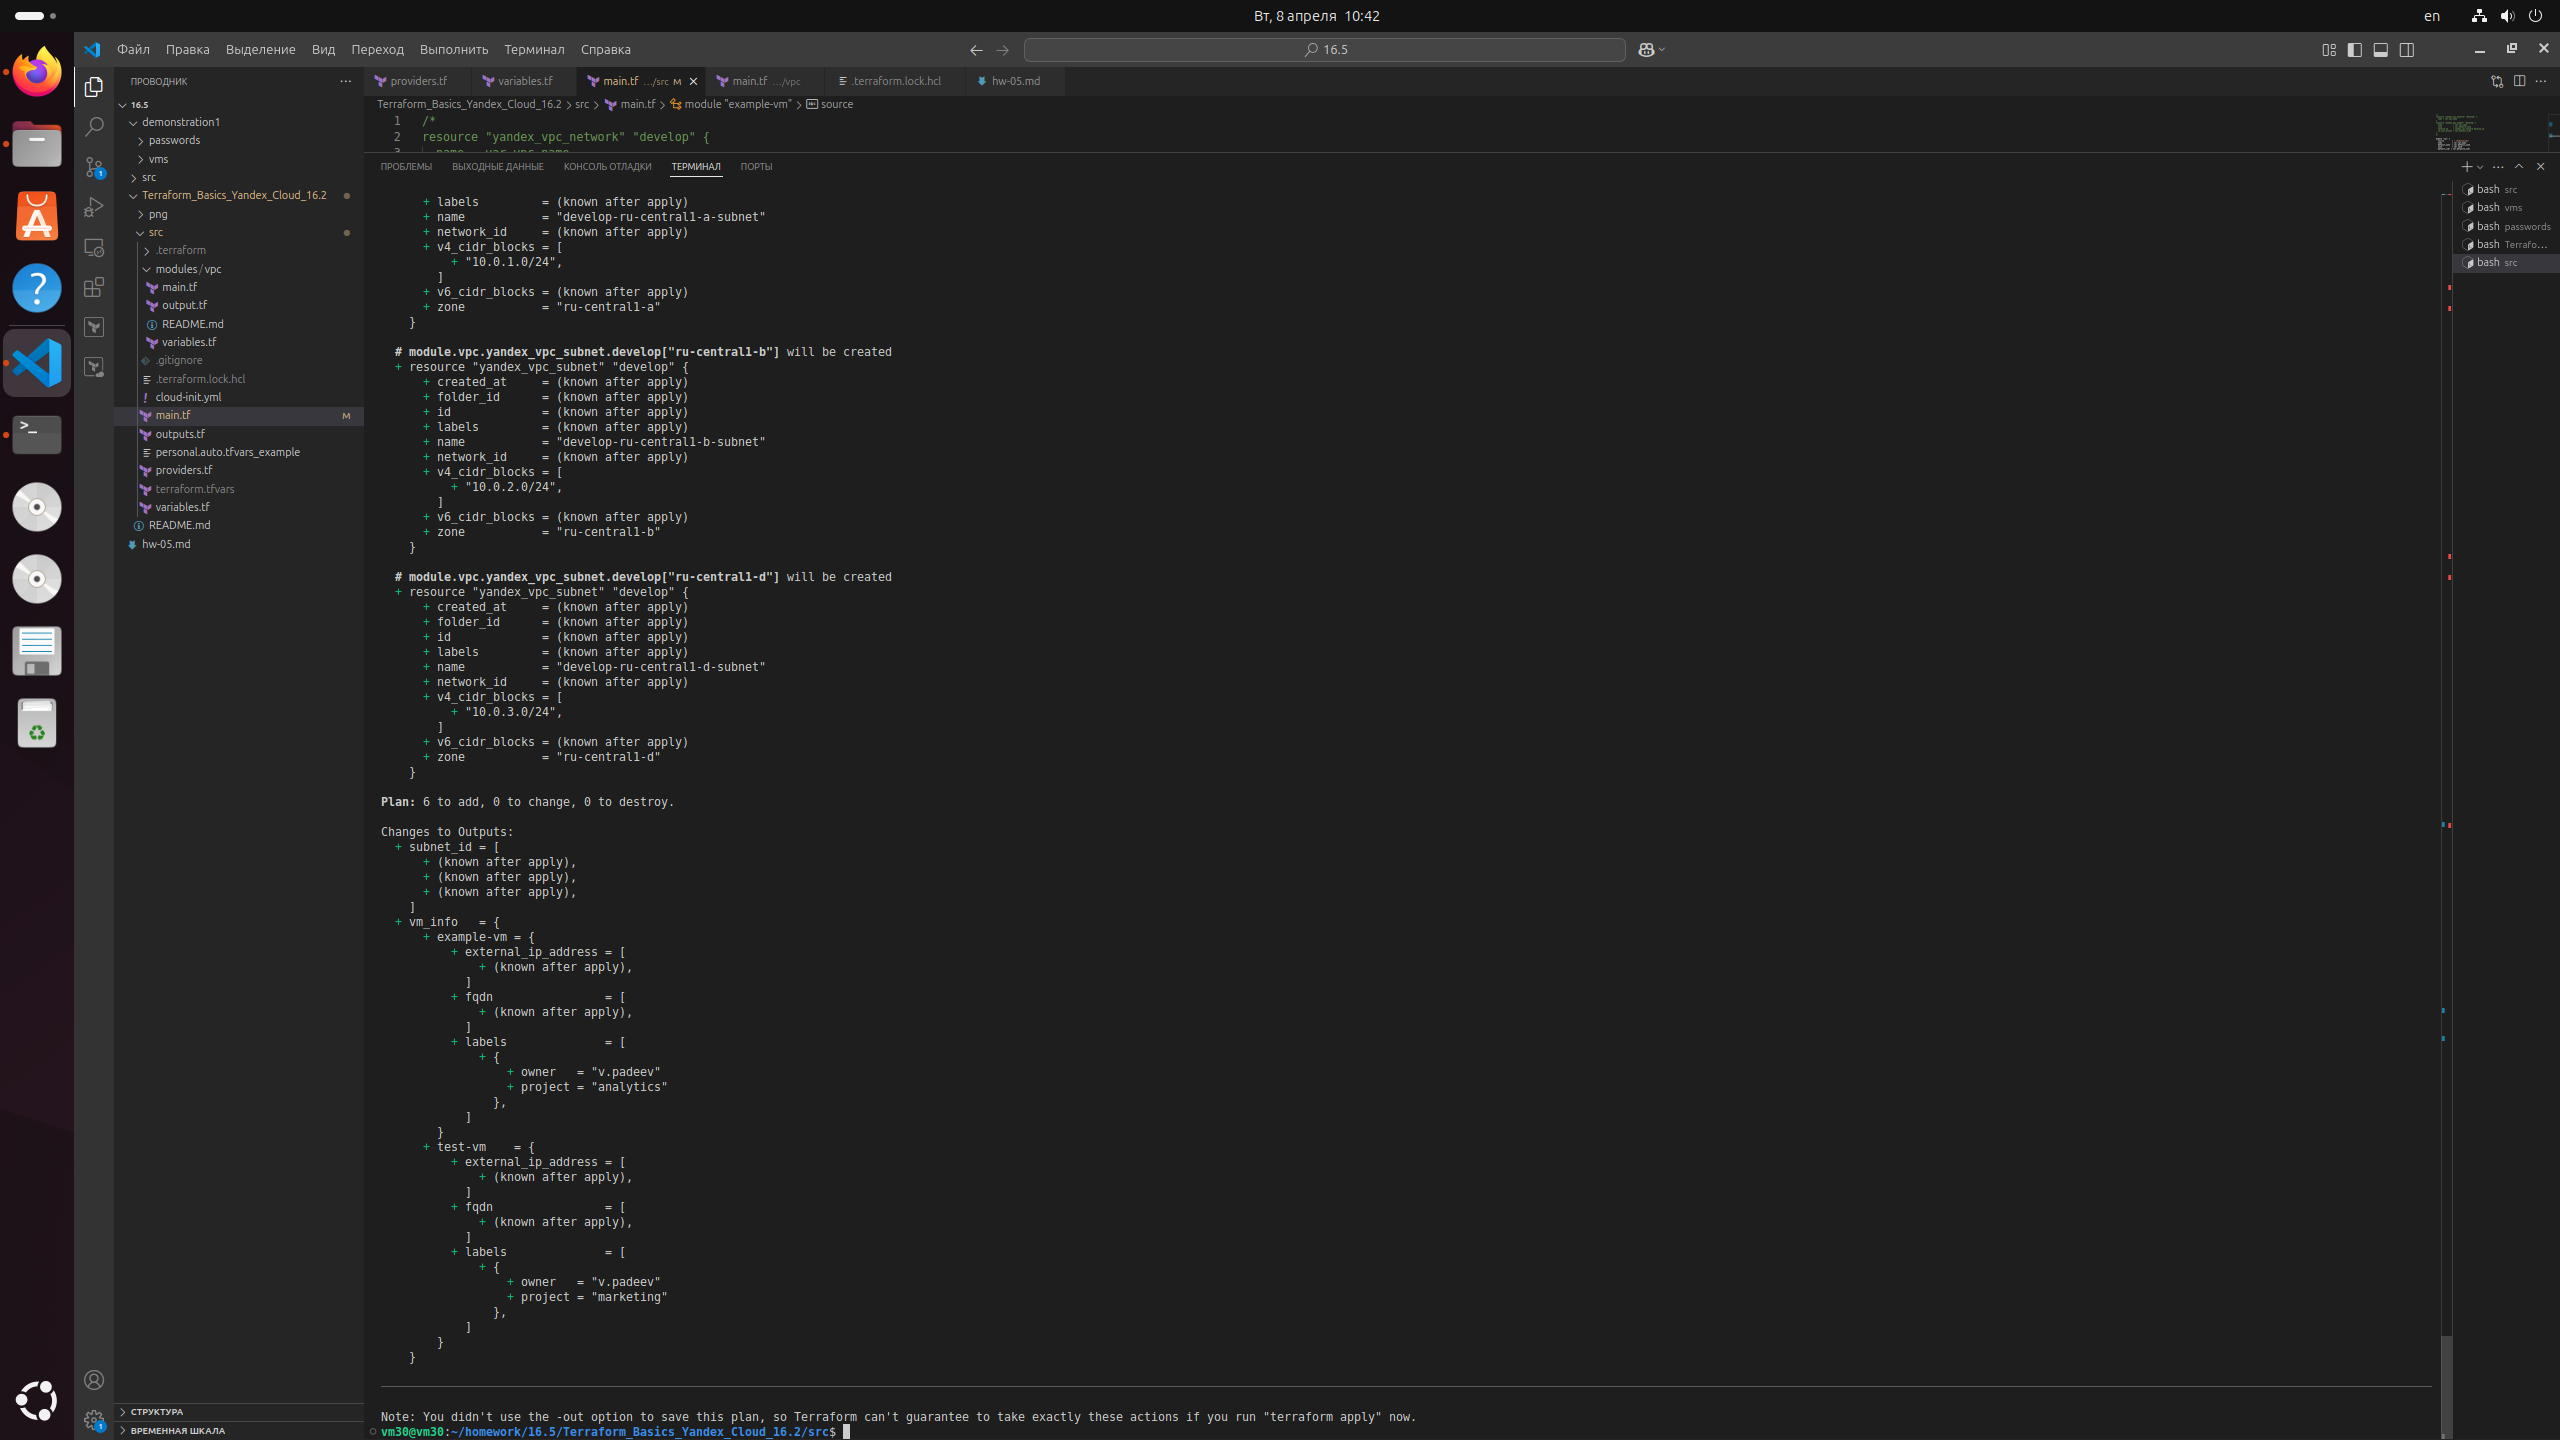 Вт, 8 апреля 10:42
en
Файл Правка Выделение Вид Переход Выполнить Терминал Справка
16.5
ПРОВОДНИК
16.5
demonstration1
passwords
vms
src
Terraform_Basics_Yandex_Cloud_16.2
png
src
.terraform
modules/vpc
main.tf
output.tf
README.md
variables.tf
.gitignore
.terraform.lock.hcl
cloud-init.yml
main.tf M
outputs.tf
personal.auto.tfvars_example
providers.tf
terraform.tfvars
variables.tf
README.md
hw-05.md
СТРУКТУРА
ВРЕМЕННАЯ ШКАЛА
providers.tf variables.tf main.tf .../src M main.tf .../vpc .terraform.lock.hcl hw-05.md
Terraform_Basics_Yandex_Cloud_16.2 > src > main.tf > module "example-vm" > source
1 /*
2 resource "yandex_vpc_network" "develop" {
ПРОБЛЕМЫ ВЫХОДНЫЕ ДАННЫЕ КОНСОЛЬ ОТЛАДКИ ТЕРМИНАЛ ПОРТЫ
+ labels = (known after apply)
+ name = "develop-ru-central1-a-subnet"
+ network_id = (known after apply)
+ v4_cidr_blocks = [
+ "10.0.1.0/24",
]
+ v6_cidr_blocks = (known after apply)
+ zone = "ru-central1-a"
}
# module.vpc.yandex_vpc_subnet.develop["ru-central1-b"] will be created
+ resource "yandex_vpc_subnet" "develop" {
+ created_at = (known after apply)
+ folder_id = (known after apply)
+ id = (known after apply)
+ labels = (known after apply)
+ name = "develop-ru-central1-b-subnet"
+ network_id = (known after apply)
+ v4_cidr_blocks = [
+ "10.0.2.0/24",
]
+ v6_cidr_blocks = (known after apply)
+ zone = "ru-central1-b"
}
# module.vpc.yandex_vpc_subnet.develop["ru-central1-d"] will be created
+ resource "yandex_vpc_subnet" "develop" {
+ created_at = (known after apply)
+ folder_id = (known after apply)
+ id = (known after apply)
+ labels = (known after apply)
+ name = "develop-ru-central1-d-subnet"
+ network_id = (known after apply)
+ v4_cidr_blocks = [
+ "10.0.3.0/24",
]
+ v6_cidr_blocks = (known after apply)
+ zone = "ru-central1-d"
}
Plan: 6 to add, 0 to change, 0 to destroy.
Changes to Outputs:
+ subnet_id = [
+ (known after apply),
+ (known after apply),
+ (known after apply),
]
+ vm_info = {
+ example-vm = {
+ external_ip_address = [
+ (known after apply),
]
+ fqdn = [
+ (known after apply),
]
+ labels = [
+ {
+ owner = "v.padeev"
+ project = "analytics"
},
]
}
+ test-vm = {
+ external_ip_address = [
+ (known after apply),
]
+ fqdn = [
+ (known after apply),
]
+ labels = [
+ {
+ owner = "v.padeev"
+ project = "marketing"
},
]
}
}
Note: You didn't use the -out option to save this plan, so Terraform can't guarantee to take exactly these actions if you run "terraform apply" now.
vm30@vm30:~/homework/16.5/Terraform_Basics_Yandex_Cloud_16.2/src$
bash src
bash vms
bash passwords
bash Terrafo...
bash src